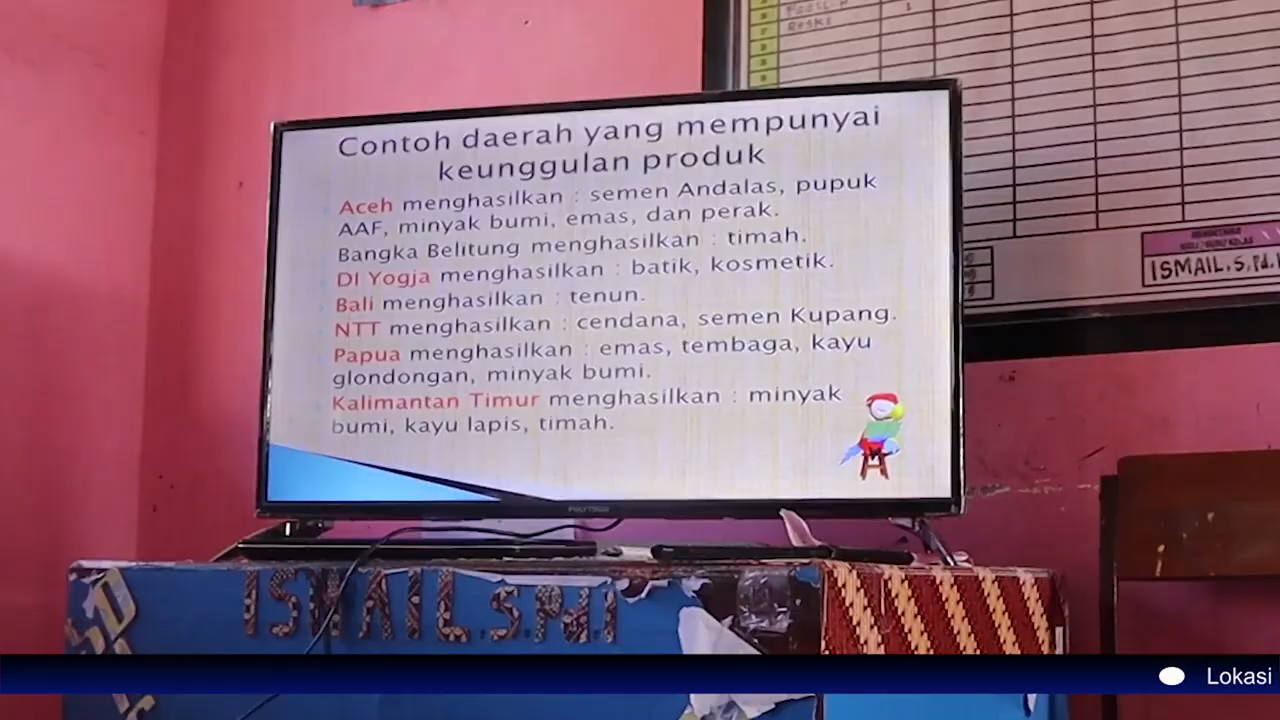 Contoh daerah yang mempunyai
keunggulan produk
Aceh menghasilkan : semen Andalas, pupuk
AAF, minyak bumi, emas, dan perak.
Bangka Belitung menghasilkan : timah.
DI Yogja menghasilkan : batik, kosmetik.
Bali menghasilkan : tenun.
NTT menghasilkan : cendana, semen Kupang.
Papua menghasilkan : emas, tembaga, kayu
glondongan, minyak bumi.
Kalimantan Timur menghasilkan : minyak
bumi, kayu lapis, timah.
POLYTRON
ISMAIL, S.Pd.I
ISMAIL.S.Pd.I
Lokasi